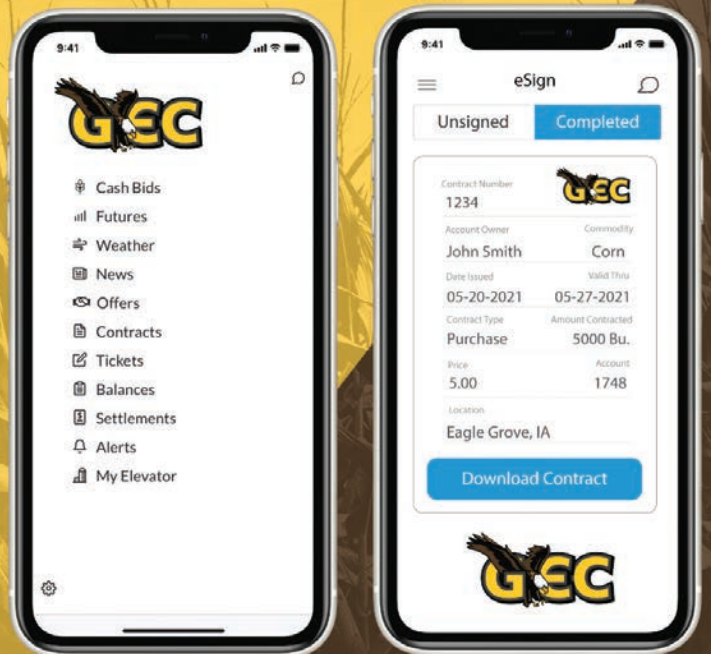 9:41
GEC
Cash Bids
Futures
Weather
News
Offers
Contracts
Tickets
Balances
Settlements
Alerts
My Elevator
9:41
eSign
Unsigned Completed
Contract Number
GEC
1234
Account Owner Commodity
John Smith Corn
Date Issued Valid Thru
05-20-2021 05-27-2021
Contract Type Amount Contracted
Purchase 5000 Bu.
Price Account
5.00 1748
Location
Eagle Grove, IA
Download Contract
GEC